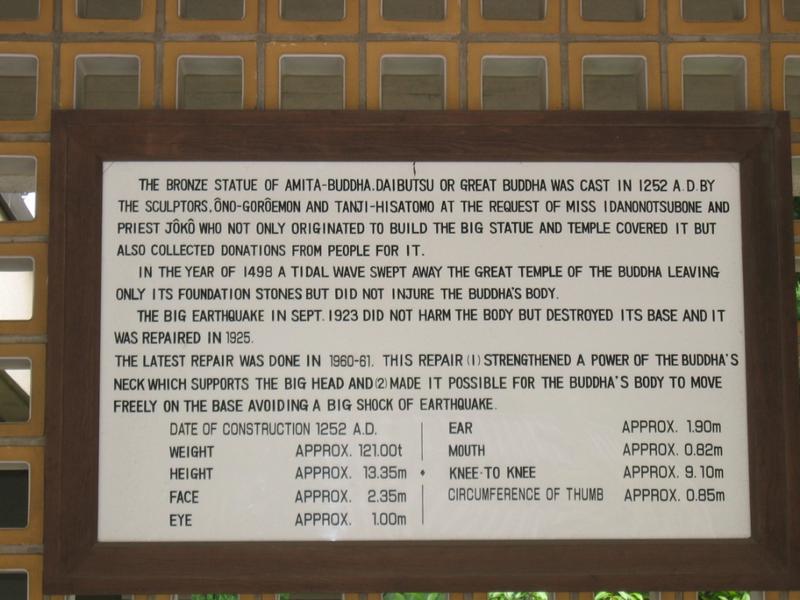 THE BRONZE STATUE OF AMITA-BUDDHA.DAIBUTSU OR GREAT BUDDHA WAS CAST IN 1252 A.D.BY
THE SCULPTORS.ÔNO-GORÔEMON AND TANJI-HISATOMO AT THE REQUEST OF MISS IDANONOTSUBONE AND
PRIEST JÔKÔ WHO NOT ONLY ORIGINATED TO BUILD THE BIG STATUE AND TEMPLE COVERED IT BUT
ALSO COLLECTED DONATIONS FROM PEOPLE FOR IT.
IN THE YEAR OF 1498 A TIDAL WAVE SWEPT AWAY THE GREAT TEMPLE OF THE BUDDHA LEAVING
ONLY ITS FOUNDATION STONES BUT DID NOT INJURE THE BUDDHA'S BODY.
THE BIG EARTHQUAKE IN SEPT. 1923 DID NOT HARM THE BODY BUT DESTROYED ITS BASE AND IT
WAS REPAIRED IN 1925.
THE LATEST REPAIR WAS DONE IN 1960-61. THIS REPAIR (1) STRENGTHENED A POWER OF THE BUDDHA'S
NECK WHICH SUPPORTS THE BIG HEAD AND (2) MADE IT POSSIBLE FOR THE BUDDHA'S BODY TO MOVE
FREELY ON THE BASE AVOIDING A BIG SHOCK OF EARTHQUAKE.
DATE OF CONSTRUCTION 1252 A.D.
WEIGHT APPROX. 121.00t
HEIGHT APPROX. 13.35m
FACE APPROX. 2.35m
EYE APPROX. 1.00m
EAR APPROX. 1.90m
MOUTH APPROX. 0.82m
KNEE-TO KNEE APPROX. 9.10m
CIRCUMFERENCE OF THUMB APPROX. 0.85m